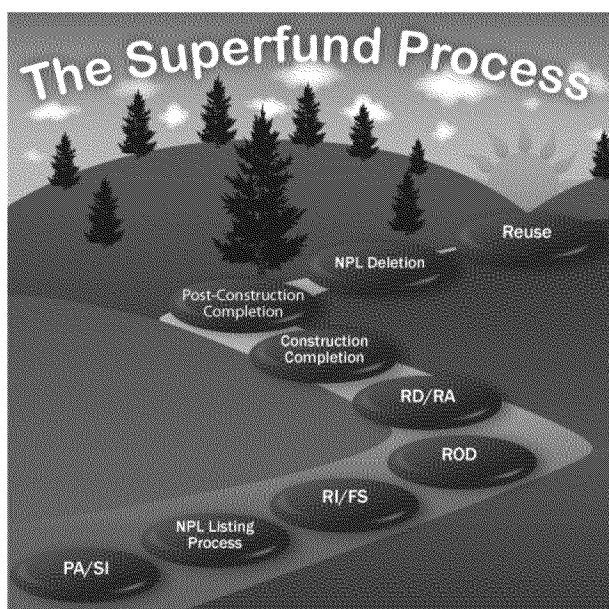 The Superfund Process
Reuse
NPL Deletion
Post-Construction
Completion
Construction
Completion
RD/RA
ROD
RI/FS
NPL Listing
Process
PA/SI